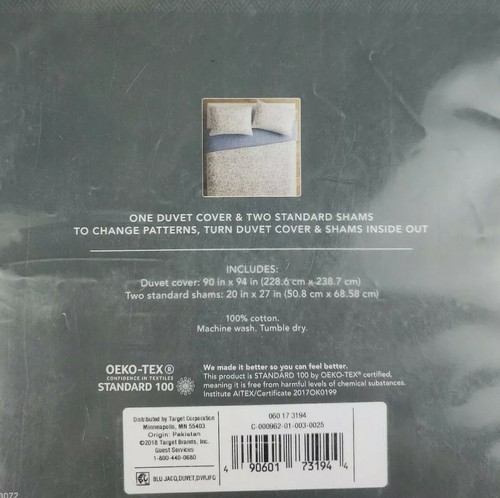 ONE DUVET COVER & TWO STANDARD SHAMS
TO CHANGE PATTERNS, TURN DUVET COVER & SHAMS INSIDE OUT
INCLUDES:
Duvet cover: 90 in x 94 in (228.6 cm x 238.7 cm)
Two standard shams: 20 in x 27 in (50.8 cm x 68.58 cm)
100% cotton.
Machine wash. Tumble dry.
OEKO-TEX®
CONFIDENCE IN TEXTILES
STANDARD 100
We made it better so you can feel better.
This product is STANDARD 100 by OEKO-TEX® certified,
meaning it is free from harmful levels of chemical substances.
Institute AITEX/Certificate 2017OK0199
Distributed by Target Corporation
Minneapolis, MN 55403
Origin: Pakistan
©2018 Target Brands, Inc.
Guest Services
1-800-440-0680
BLU JACQ,DUVET,DVRJFG
060 17 3194
C-000962-01-003-0025
4 90601 73194 4